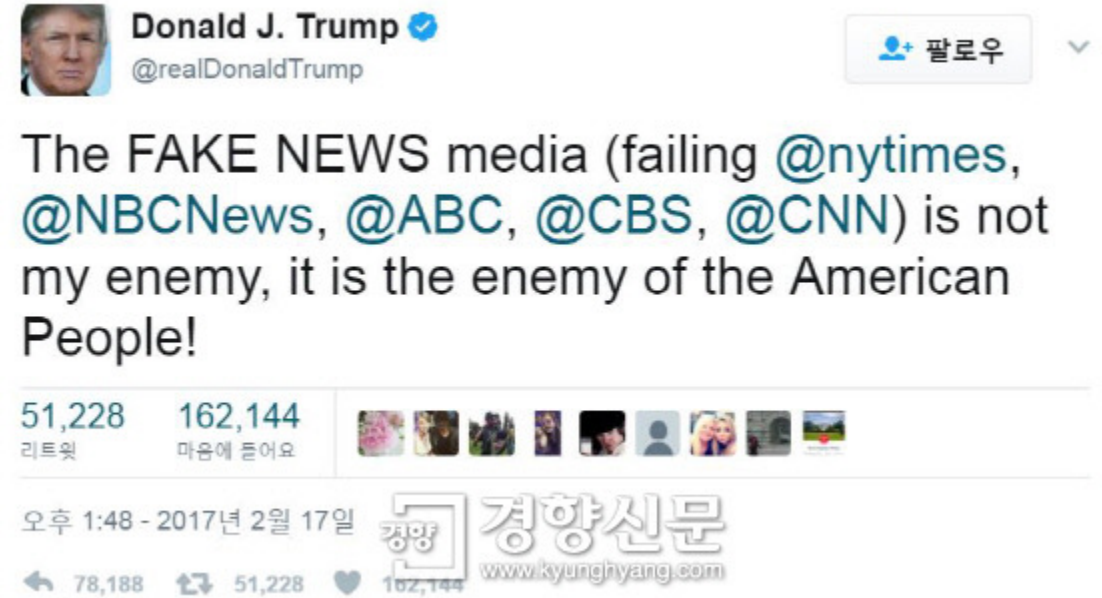 Donald J. Trump
@realDonaldTrump
팔로우
The FAKE NEWS media (failing @nytimes,
@NBCNews, @ABC, @CBS, @CNN) is not
my enemy, it is the enemy of the American
People!
51,228 162,144
리트윗 마음에 들어요
오후 1:48 - 2017년 2월 17일
경향 경향신문
www.kyunghyang.com
78,188 51,228 162,144